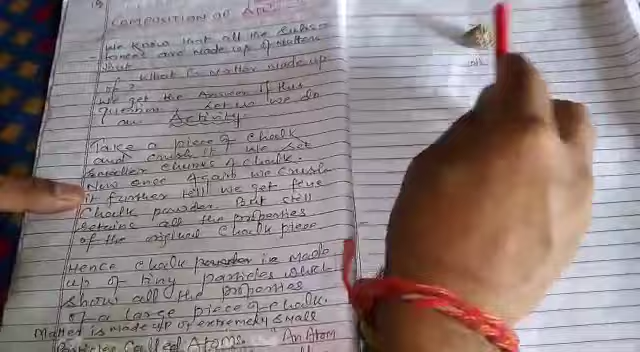 COMPOSITION OF
We know that all the Subs-
tances are made up of matter
But
of? What is matter made up
We get the Answer of this
question. Let us we do
an Activity
Take a piece of chalk
and crush it we get
smaller chunks of chalk.
Now once again we crush
it further till we get fine
Chalk powder. But still
retains all the properties
of the original chalk piece
Hence chalk powder is made
up of tiny particles which
show all the properties
of a large piece of chalk.
Matter is made up of extremely small
Particles Called Atoms. "An Atom